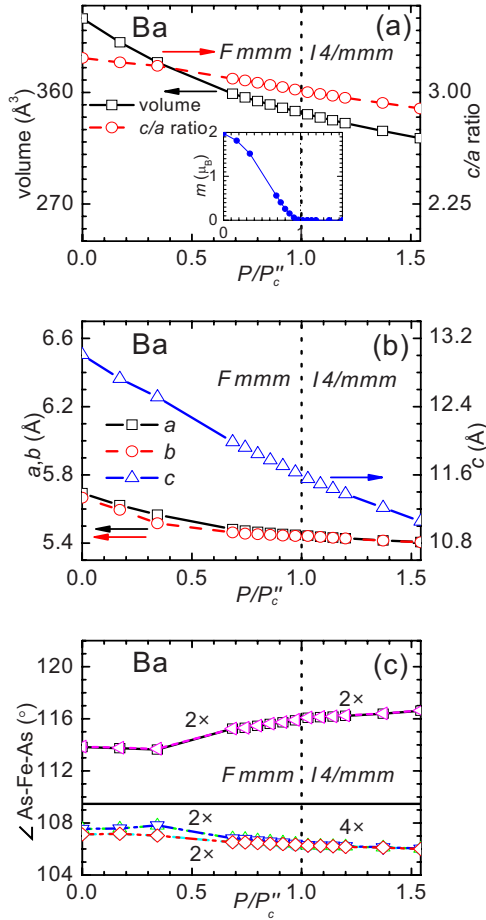 Ba
(a)
Fmmm
I4/mmm
volume
c/a ratio
volume (Å³)
360
270
3.00
2.25
c/a ratio
m (μB)
2
1
0
0
1
0.0
0.5
1.0
1.5
P/P''c
Ba
(b)
Fmmm
I4/mmm
a
b
c
a,b (Å)
6.6
6.2
5.8
5.4
13.2
12.4
11.6
10.8
c (Å)
0.0
0.5
1.0
1.5
P/P''c
Ba
(c)
2×
2×
Fmmm
I4/mmm
2×
4×
∠ As-Fe-As (°)
120
116
112
108
104
0.0
0.5
1.0
1.5
P/P''c